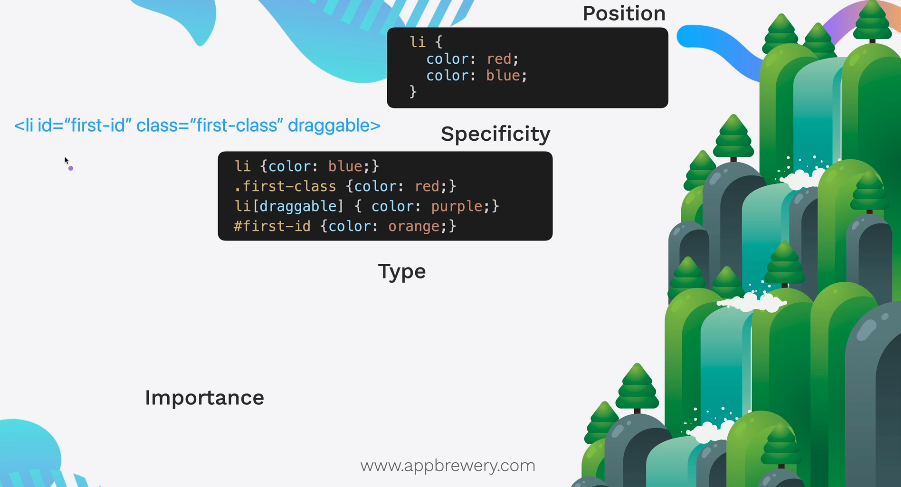 Position
li {
  color: red;
  color: blue;
}
<li id=“first-id” class=“first-class” draggable>
Specificity
li {color: blue;}
.first-class {color: red;}
li[draggable] { color: purple;}
#first-id {color: orange;}
Type
Importance
www.appbrewery.com